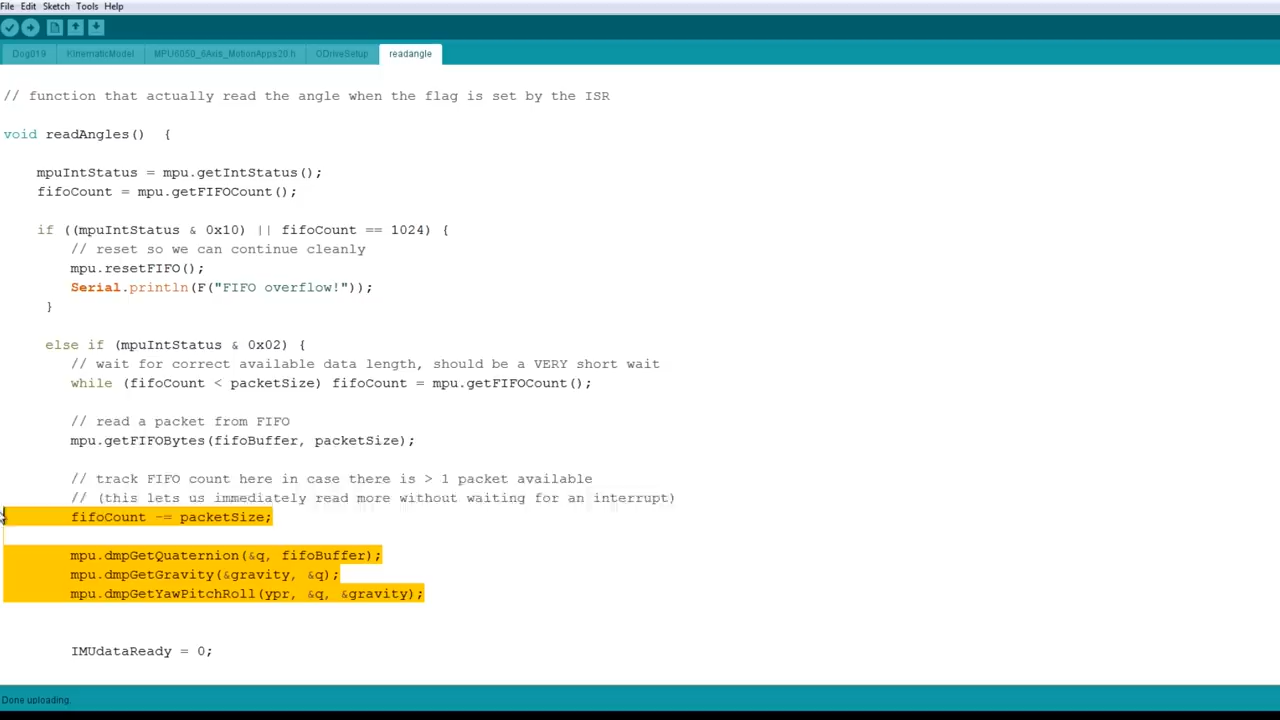 File Edit Sketch Tools Help
Dog019 KinematicModel MPU6050_6Axis_MotionApps20.h ODriveSetup readangle
// function that actually read the angle when the flag is set by the ISR
void readAngles()  {
mpuIntStatus = mpu.getIntStatus();
fifoCount = mpu.getFIFOCount();
if ((mpuIntStatus & 0x10) || fifoCount == 1024) {
// reset so we can continue cleanly
mpu.resetFIFO();
Serial.println(F("FIFO overflow!"));
}
else if (mpuIntStatus & 0x02) {
// wait for correct available data length, should be a VERY short wait
while (fifoCount < packetSize) fifoCount = mpu.getFIFOCount();
// read a packet from FIFO
mpu.getFIFOBytes(fifoBuffer, packetSize);
// track FIFO count here in case there is > 1 packet available
// (this lets us immediately read more without waiting for an interrupt)
fifoCount -= packetSize;
mpu.dmpGetQuaternion(&q, fifoBuffer);
mpu.dmpGetGravity(&gravity, &q);
mpu.dmpGetYawPitchRoll(ypr, &q, &gravity);
IMUdataReady = 0;
Done uploading.